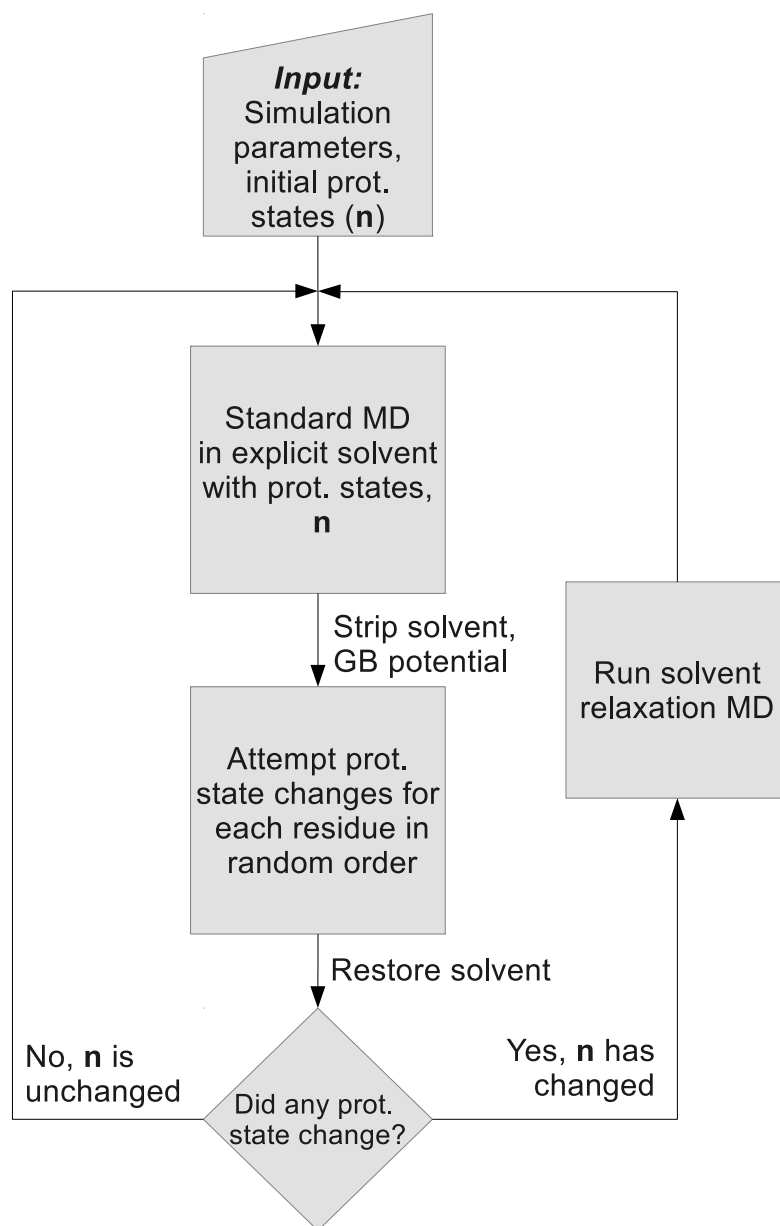 Input:
Simulation
parameters,
initial prot.
states (n)
Standard MD
in explicit solvent
with prot. states,
n
Strip solvent,
GB potential
Run solvent
relaxation MD
Attempt prot.
state changes for
each residue in
random order
Restore solvent
No, n is
unchanged
Yes, n has
changed
Did any prot.
state change?